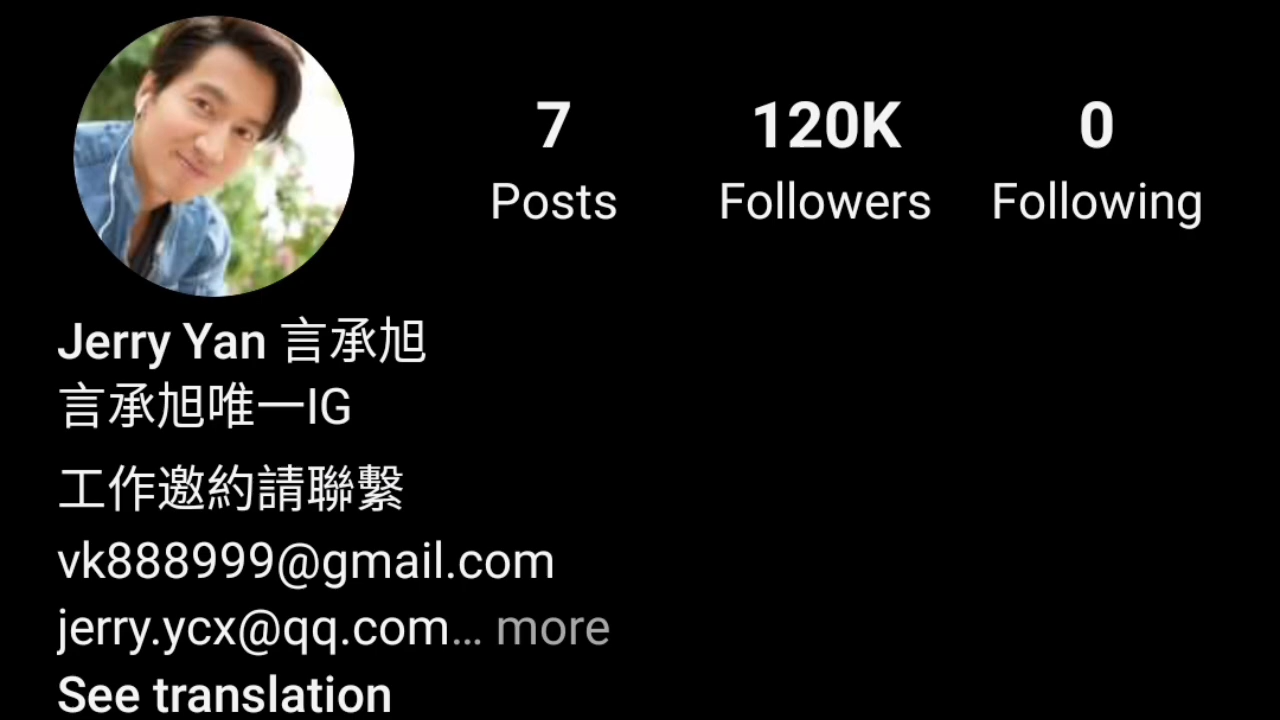 7 120K 0
Posts Followers Following
Jerry Yan 言承旭
言承旭唯一IG
工作邀約請聯繫
vk888999@gmail.com
jerry.ycx@qq.com... more
See translation